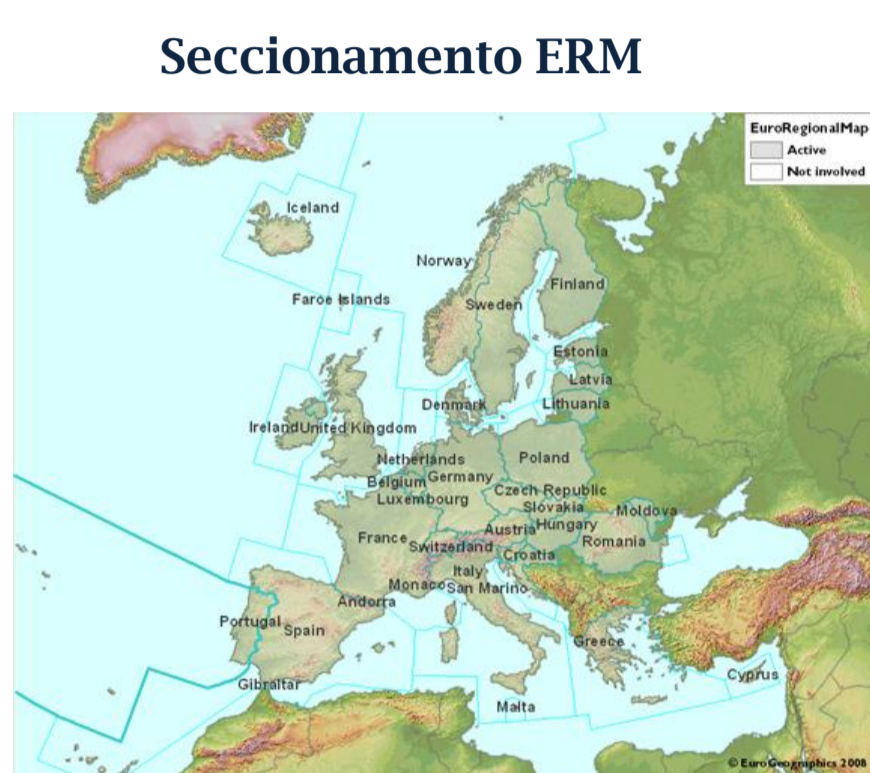 Seccionamento ERM
EuroRegionalMap
Active
Not involved
Iceland
Norway
Finland
Faroe Islands
Sweden
Estonia
Latvia
Denmark
Lithuania
Ireland
United Kingdom
Netherlands
Poland
Belgium
Germany
Luxembourg
Czech Republic
Slovakia
Moldova
Austria
Hungary
France
Switzerland
Romania
Croatia
Italy
Monaco
San Marino
Andorra
Portugal
Spain
Greece
Cyprus
Gibraltar
Malta
© EuroGeographics 2008